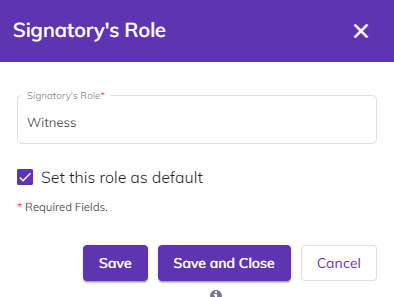 Signatory's Role
Signatory's Role*
Witness
Set this role as default
* Required Fields.
Save Save and Close Cancel